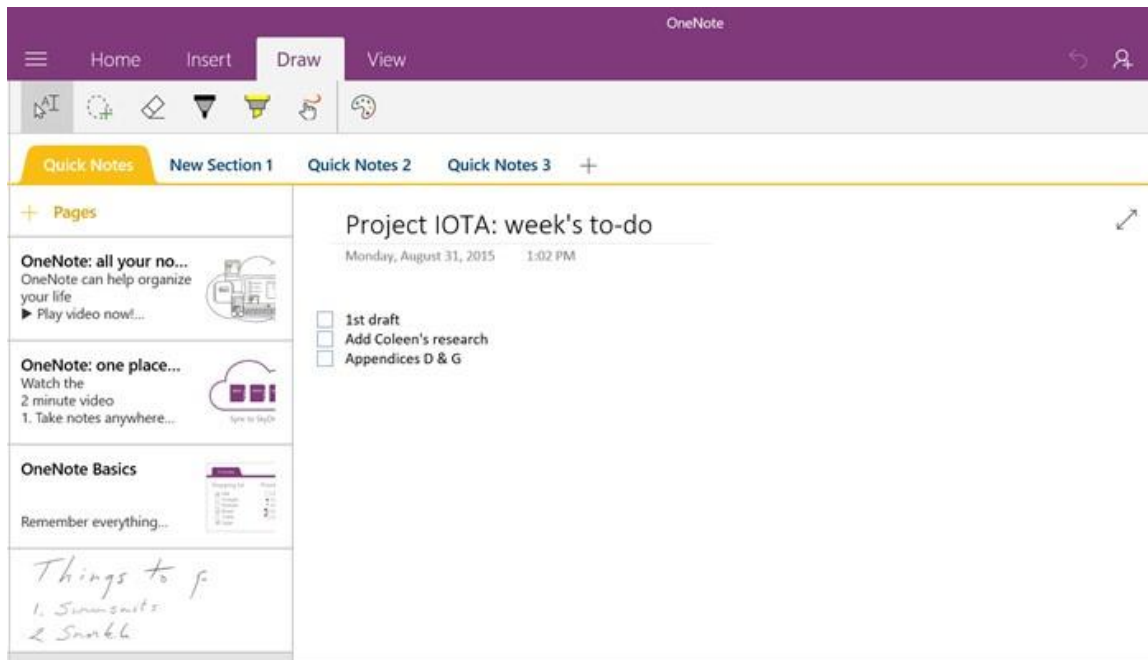 OneNote
Home Insert Draw View
Quick Notes New Section 1 Quick Notes 2 Quick Notes 3
Pages
OneNote: all your no...
OneNote can help organize
your life
▶ Play video now!...
OneNote: one place...
Watch the
2 minute video
1. Take notes anywhere...
OneNote Basics
Remember everything...
Things to
1.
2
Project IOTA: week's to-do
Monday, August 31, 2015 1:02 PM
1st draft
Add Coleen's research
Appendices D & G